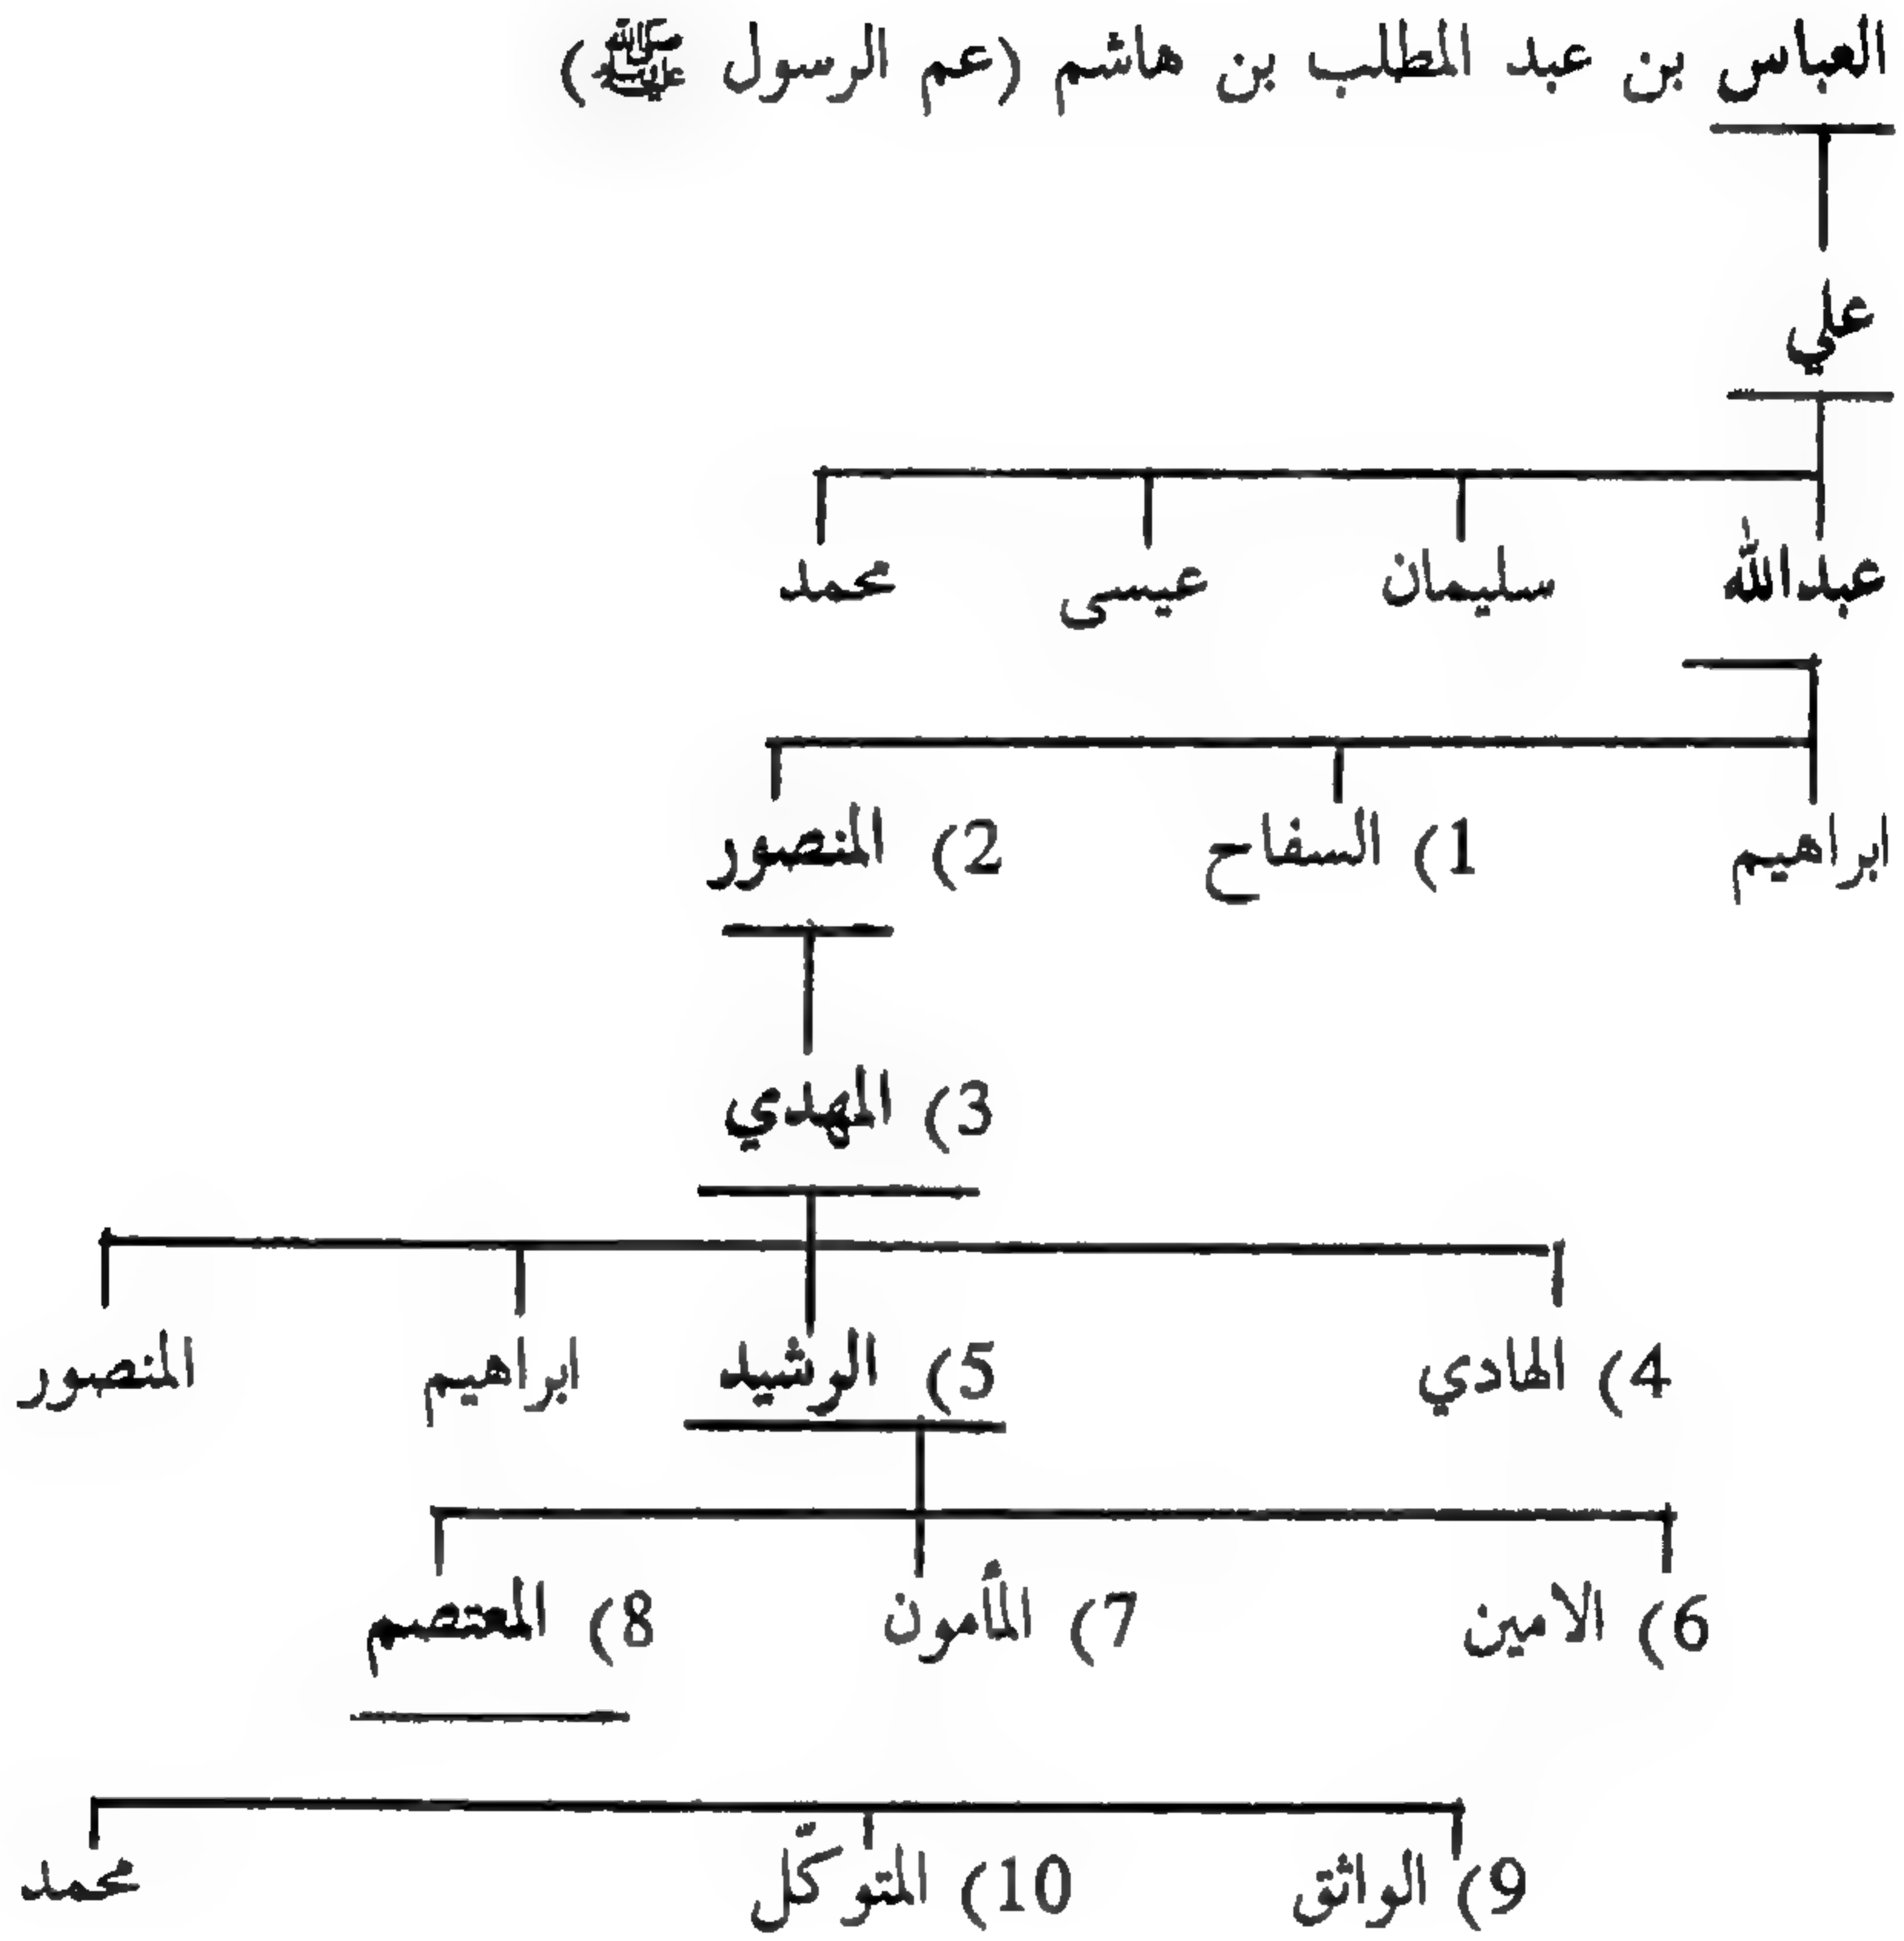 العباس بن عبد المطلب بن هاشم (عم الرسول ﷺ)
علي
عبدالله سليمان عيسى محمد
ابراهيم 1) السفاح 2) المنصور
3) المهدي
4) الهادي 5) الرشيد ابراهيم المنصور
6) الامين 7) المأمون 8) المعتصم
9) الواثق 10) المتوكّل محمد